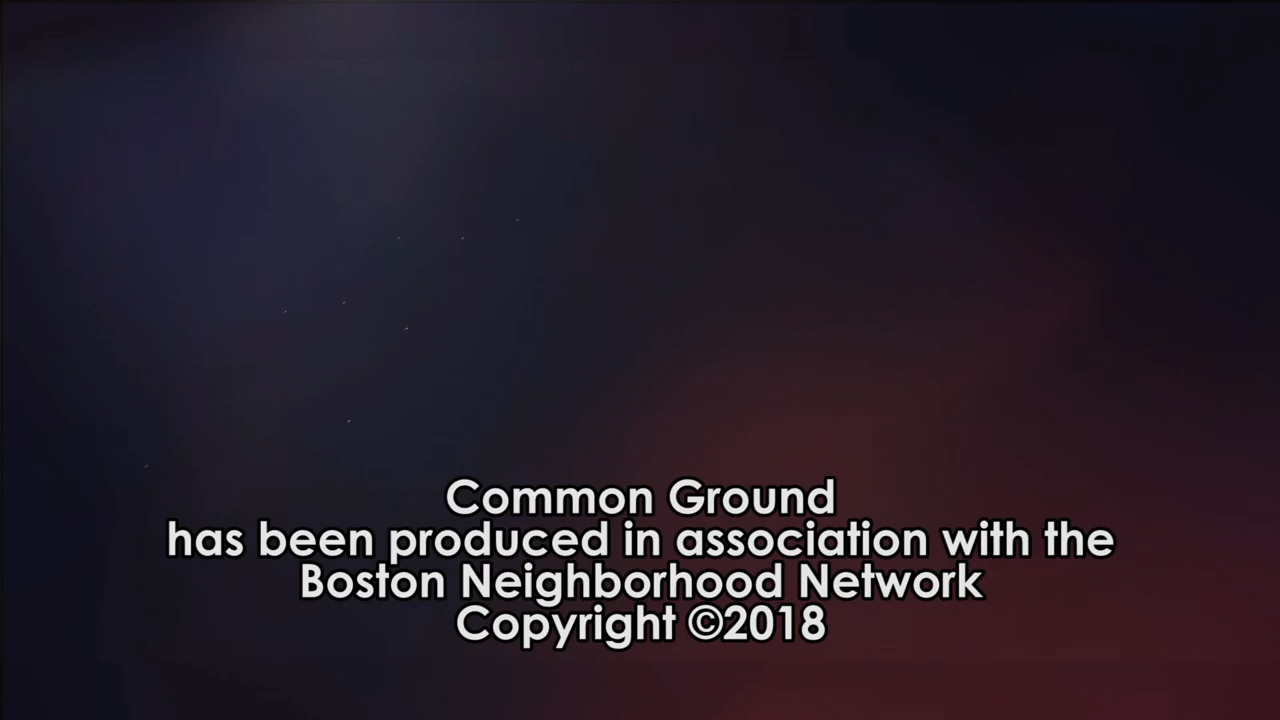 Common Ground
has been produced in association with the
Boston Neighborhood Network
Copyright ©2018